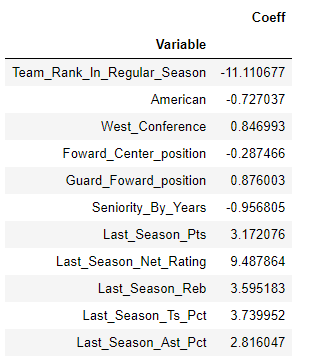 Coeff
Variable
Team_Rank_In_Regular_Season -11.110677
American -0.727037
West_Conference 0.846993
Foward_Center_position -0.287466
Guard_Foward_position 0.876003
Seniority_By_Years -0.956805
Last_Season_Pts 3.172076
Last_Season_Net_Rating 9.487864
Last_Season_Reb 3.595183
Last_Season_Ts_Pct 3.739952
Last_Season_Ast_Pct 2.816047